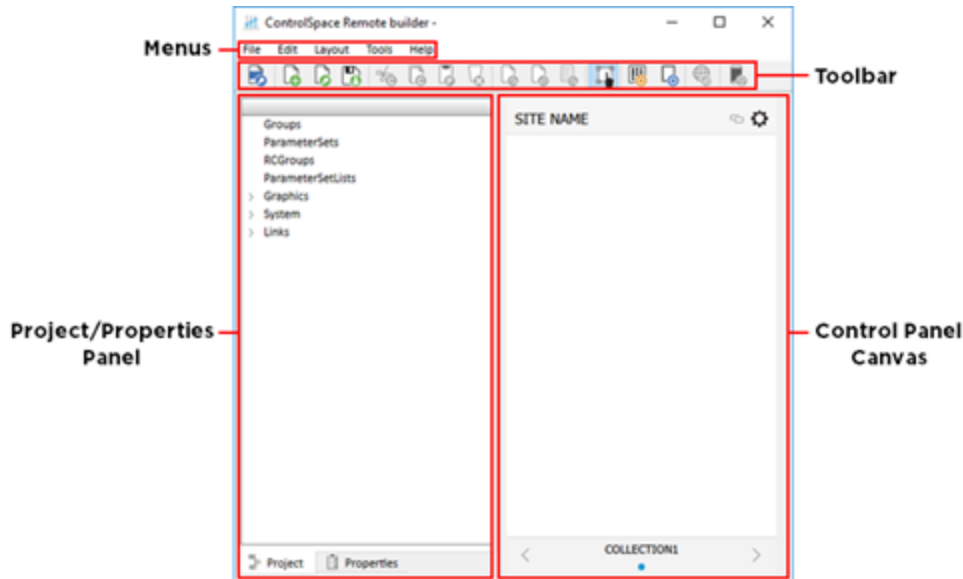 ControlSpace Remote builder -
Menus
File Edit Layout Tools Help
Toolbar
Groups
ParameterSets
RCGroups
ParameterSetLists
Graphics
System
Links
SITE NAME
Project/Properties
Panel
Control Panel
Canvas
Project Properties
COLLECTION1